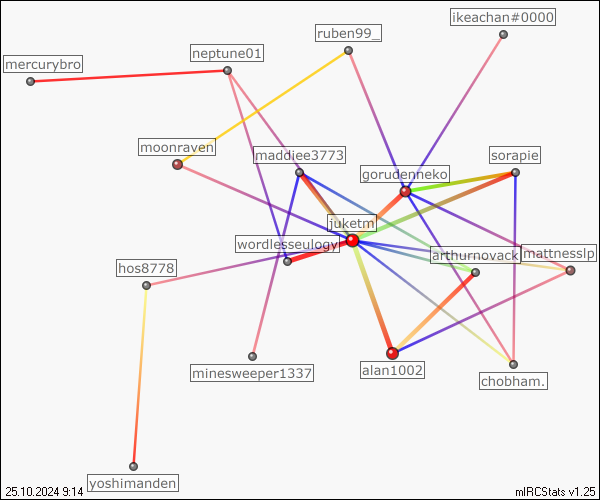 ikeachan#0000
ruben99_
neptune01
mercurybro
moonraven
maddiee3773
sorapie
gorudenneko
juketm
wordlesseulogy
arthurnovack
mattnesslp
hos8778
minesweeper1337
alan1002
chobham.
yoshimanden
25.10.2024 9:14
mIRCStats v1.25